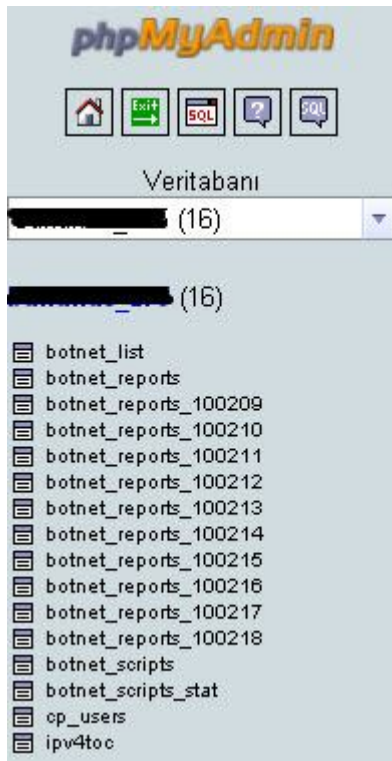 phpMyAdmin
Exit
SQL
?
SQL
Veritabanı
(16)
(16)
botnet_list
botnet_reports
botnet_reports_100209
botnet_reports_100210
botnet_reports_100211
botnet_reports_100212
botnet_reports_100213
botnet_reports_100214
botnet_reports_100215
botnet_reports_100216
botnet_reports_100217
botnet_reports_100218
botnet_scripts
botnet_scripts_stat
cp_users
ipv4toc